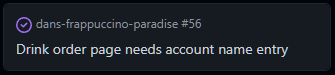 dans-frappuccino-paradise #56
Drink order page needs account name entry